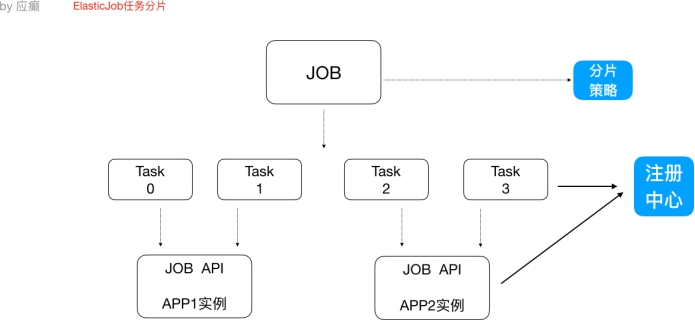 by 应癫 ElasticJob任务分片
JOB
分片
策略
Task
0
Task
1
Task
2
Task
3
注册
中心
JOB API
APP1实例
JOB API
APP2实例